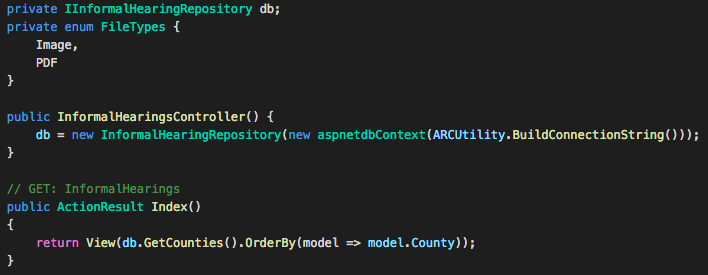 private IInformalHearingRepository db;
private enum FileTypes {
    Image,
    PDF
}

public InformalHearingsController() {
    db = new InformalHearingRepository(new aspnetdbContext(ARCUtility.BuildConnectionString()));
}

// GET: InformalHearings
public ActionResult Index()
{
    return View(db.GetCounties().OrderBy(model => model.County));
}